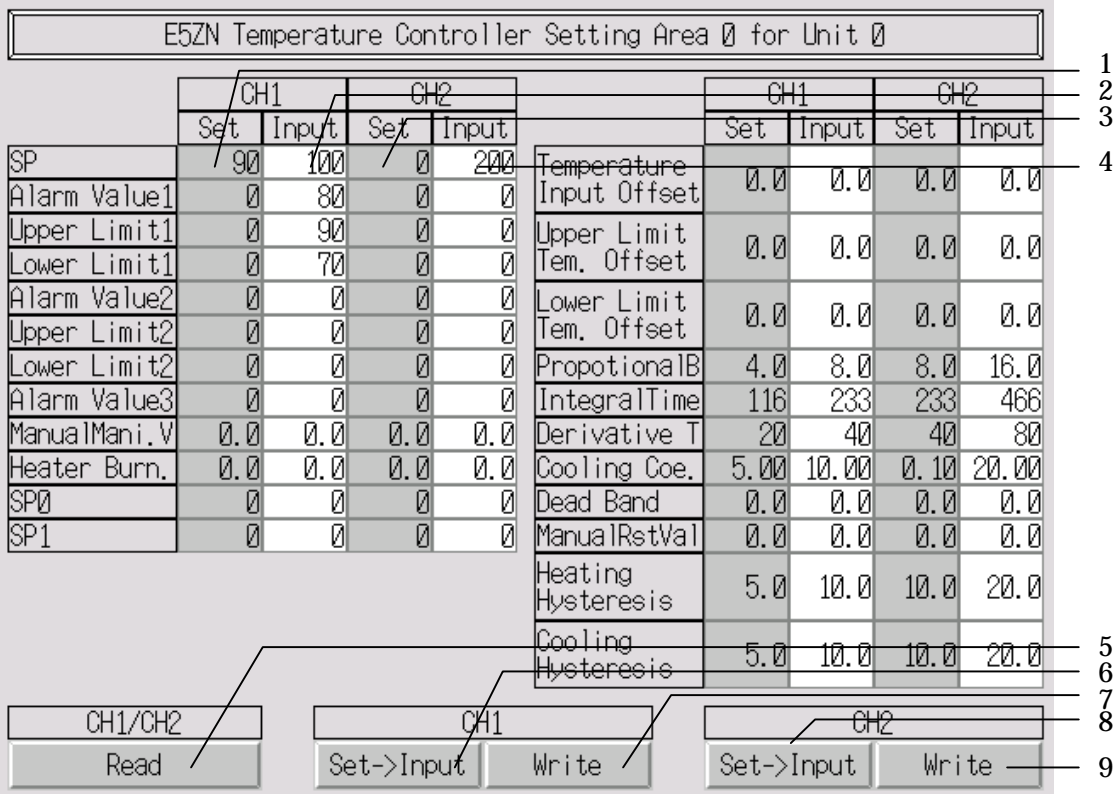 E5ZN Temperature Controller Setting Area 0 for Unit 0
CH1 CH2
Set Input Set Input
SP 90 100 0 200
Alarm Value1 0 80 0 0
Upper Limit1 0 90 0 0
Lower Limit1 0 70 0 0
Alarm Value2 0 0 0 0
Upper Limit2 0 0 0 0
Lower Limit2 0 0 0 0
Alarm Value3 0 0 0 0
ManualMani.V 0.0 0.0 0.0 0.0
Heater Burn. 0.0 0.0 0.0 0.0
SP0 0 0 0 0
SP1 0 0 0 0
CH1 CH2
Set Input Set Input
Temperature
Input Offset 0.0 0.0 0.0 0.0
Upper Limit
Tem. Offset 0.0 0.0 0.0 0.0
Lower Limit
Tem. Offset 0.0 0.0 0.0 0.0
PropotionalB 4.0 8.0 8.0 16.0
IntegralTime 116 233 233 466
Derivative T 20 40 40 80
Cooling Coe. 5.00 10.00 0.10 20.00
Dead Band 0.0 0.0 0.0 0.0
ManualRstVal 0.0 0.0 0.0 0.0
Heating
Hysteresis 5.0 10.0 10.0 20.0
Cooling
Hysteresis 5.0 10.0 10.0 20.0
CH1/CH2 CH1 CH2
Read Set->Input Write Set->Input Write
1
2
3
4
5
6
7
8
9